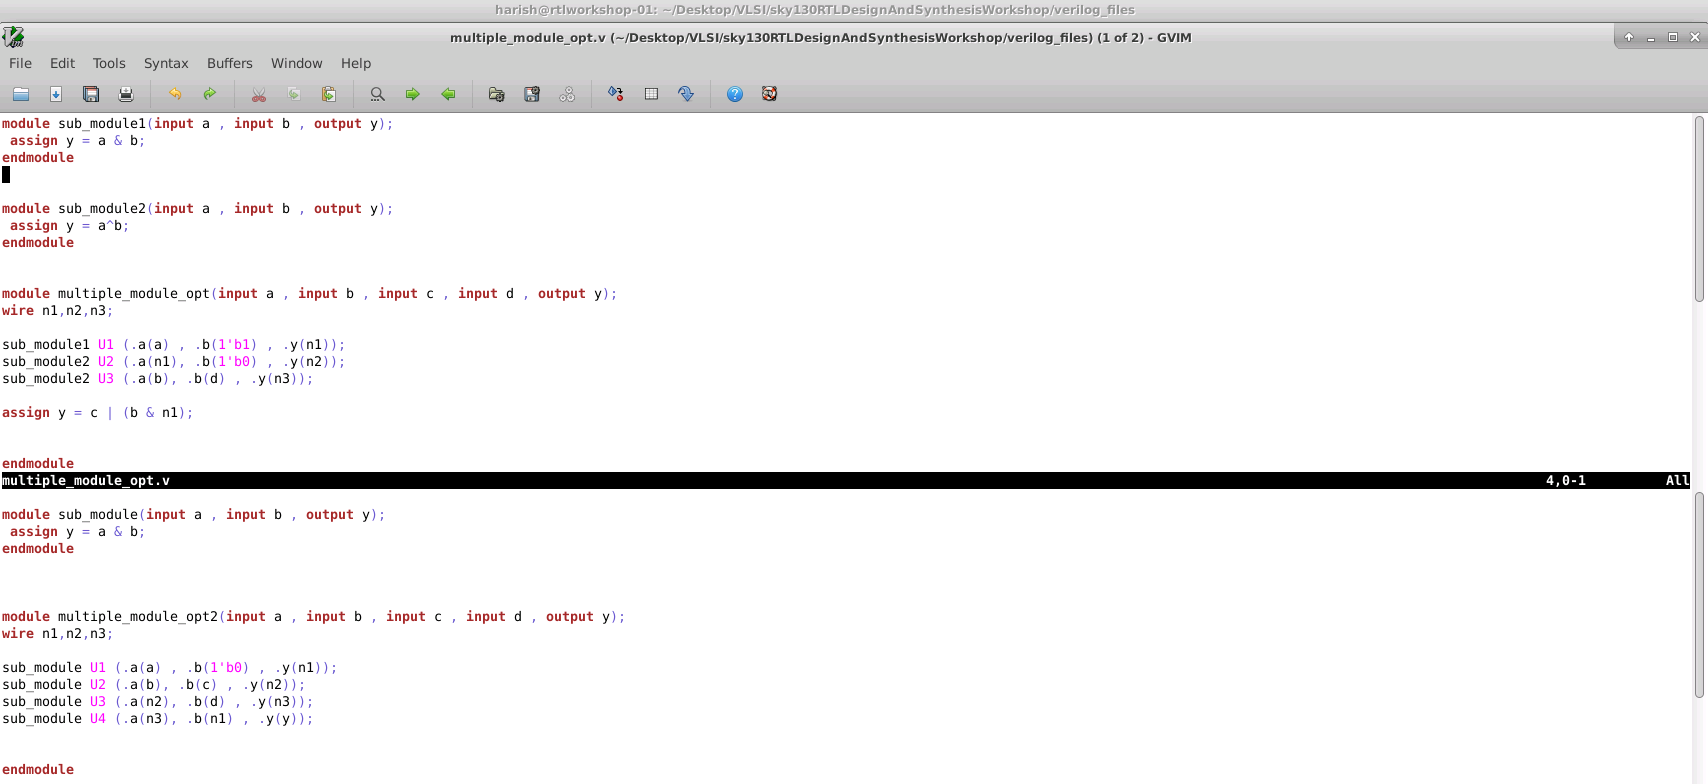 harish@rtlworkshop-01: ~/Desktop/VLSI/sky130RTLDesignAndSynthesisWorkshop/verilog_files
multiple_module_opt.v (~/Desktop/VLSI/sky130RTLDesignAndSynthesisWorkshop/verilog_files) (1 of 2) - GVIM
File Edit Tools Syntax Buffers Window Help
module sub_module1(input a , input b , output y);
 assign y = a & b;
endmodule
module sub_module2(input a , input b , output y);
 assign y = a^b;
endmodule
module multiple_module_opt(input a , input b , input c , input d , output y);
wire n1,n2,n3;
sub_module1 U1 (.a(a) , .b(1'b1) , .y(n1));
sub_module2 U2 (.a(n1), .b(1'b0) , .y(n2));
sub_module2 U3 (.a(b), .b(d) , .y(n3));
assign y = c | (b & n1);
endmodule
multiple_module_opt.v 4,0-1 All
module sub_module(input a , input b , output y);
 assign y = a & b;
endmodule
module multiple_module_opt2(input a , input b , input c , input d , output y);
wire n1,n2,n3;
sub_module U1 (.a(a) , .b(1'b0) , .y(n1));
sub_module U2 (.a(b), .b(c) , .y(n2));
sub_module U3 (.a(n2), .b(d) , .y(n3));
sub_module U4 (.a(n3), .b(n1) , .y(y));
endmodule